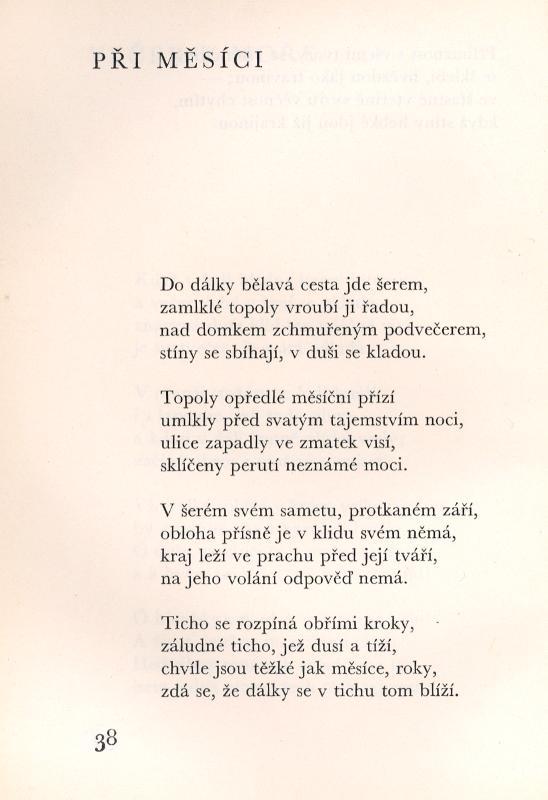 PŘI MĚSÍCI
Do dálky bělavá cesta jde šerem,
zamlklé topoly vroubí ji řadou,
nad domkem zchmuřeným podvečerem,
stíny se sbíhají, v duši se kladou.
Topoly opředlé měsíční přízí
umlkly před svatým tajemstvím noci,
ulice zapadly ve zmatek visí,
sklíčeny perutí neznámé moci.
V šerém svém sametu, protkaném září,
obloha přísně je v klidu svém němá,
kraj leží ve prachu před její tváří,
na jeho volání odpověď nemá.
Ticho se rozpíná obřími kroky,
záludné ticho, jež dusí a tíží,
chvíle jsou těžké jak měsíce, roky,
zdá se, že dálky se v tichu tom blíží.
38